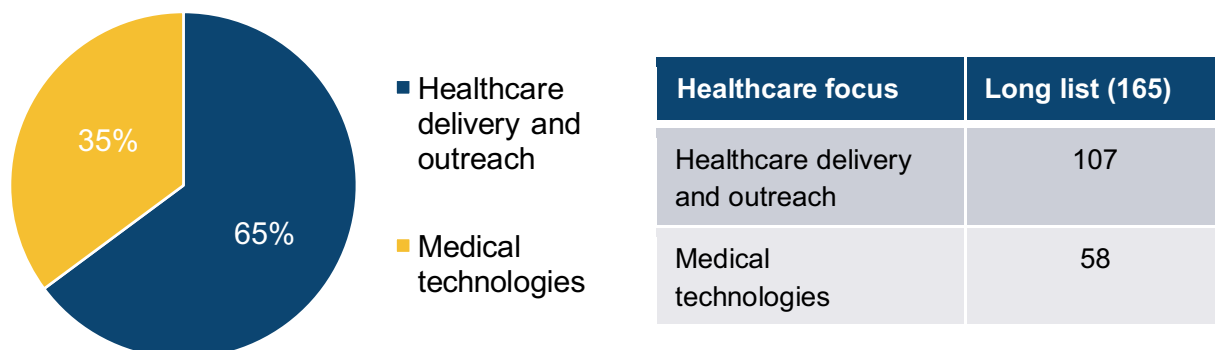 35%
65%
Healthcare
delivery and
outreach
Medical
technologies
Healthcare focus
Long list (165)
Healthcare delivery
and outreach
107
Medical
technologies
58